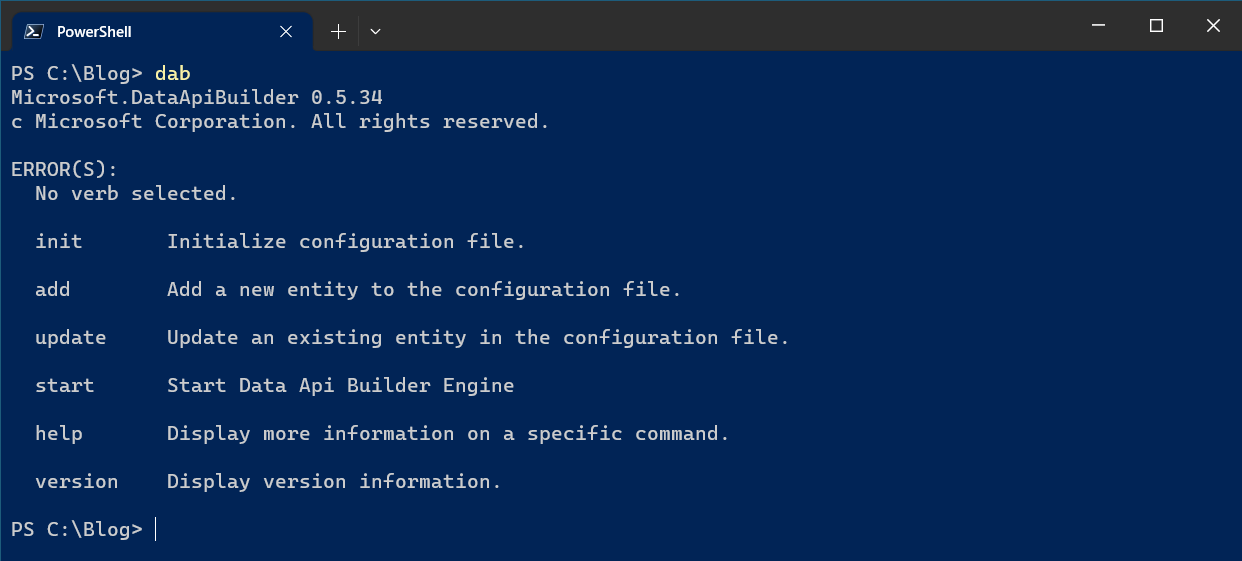 PowerShell
PS C:\Blog> dab
Microsoft.DataApiBuilder 0.5.34
c Microsoft Corporation. All rights reserved.
ERROR(S):
  No verb selected.
  init       Initialize configuration file.
  add        Add a new entity to the configuration file.
  update     Update an existing entity in the configuration file.
  start      Start Data Api Builder Engine
  help       Display more information on a specific command.
  version    Display version information.
PS C:\Blog>